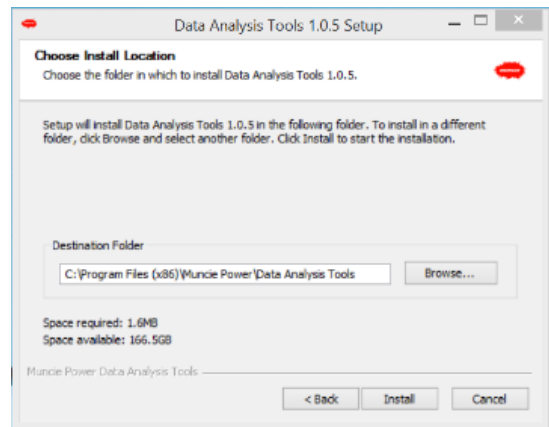 Data Analysis Tools 1.0.5 Setup
Choose Install Location
Choose the folder in which to install Data Analysis Tools 1.0.5.
Setup will install Data Analysis Tools 1.0.5 in the following folder. To install in a different
folder, click Browse and select another folder. Click Install to start the installation.
Destination Folder
C:\Program Files (x86)\Muncie Power\Data Analysis Tools
Browse...
Space required: 1.6MB
Space available: 166.5GB
Muncie Power Data Analysis Tools
< Back Install Cancel